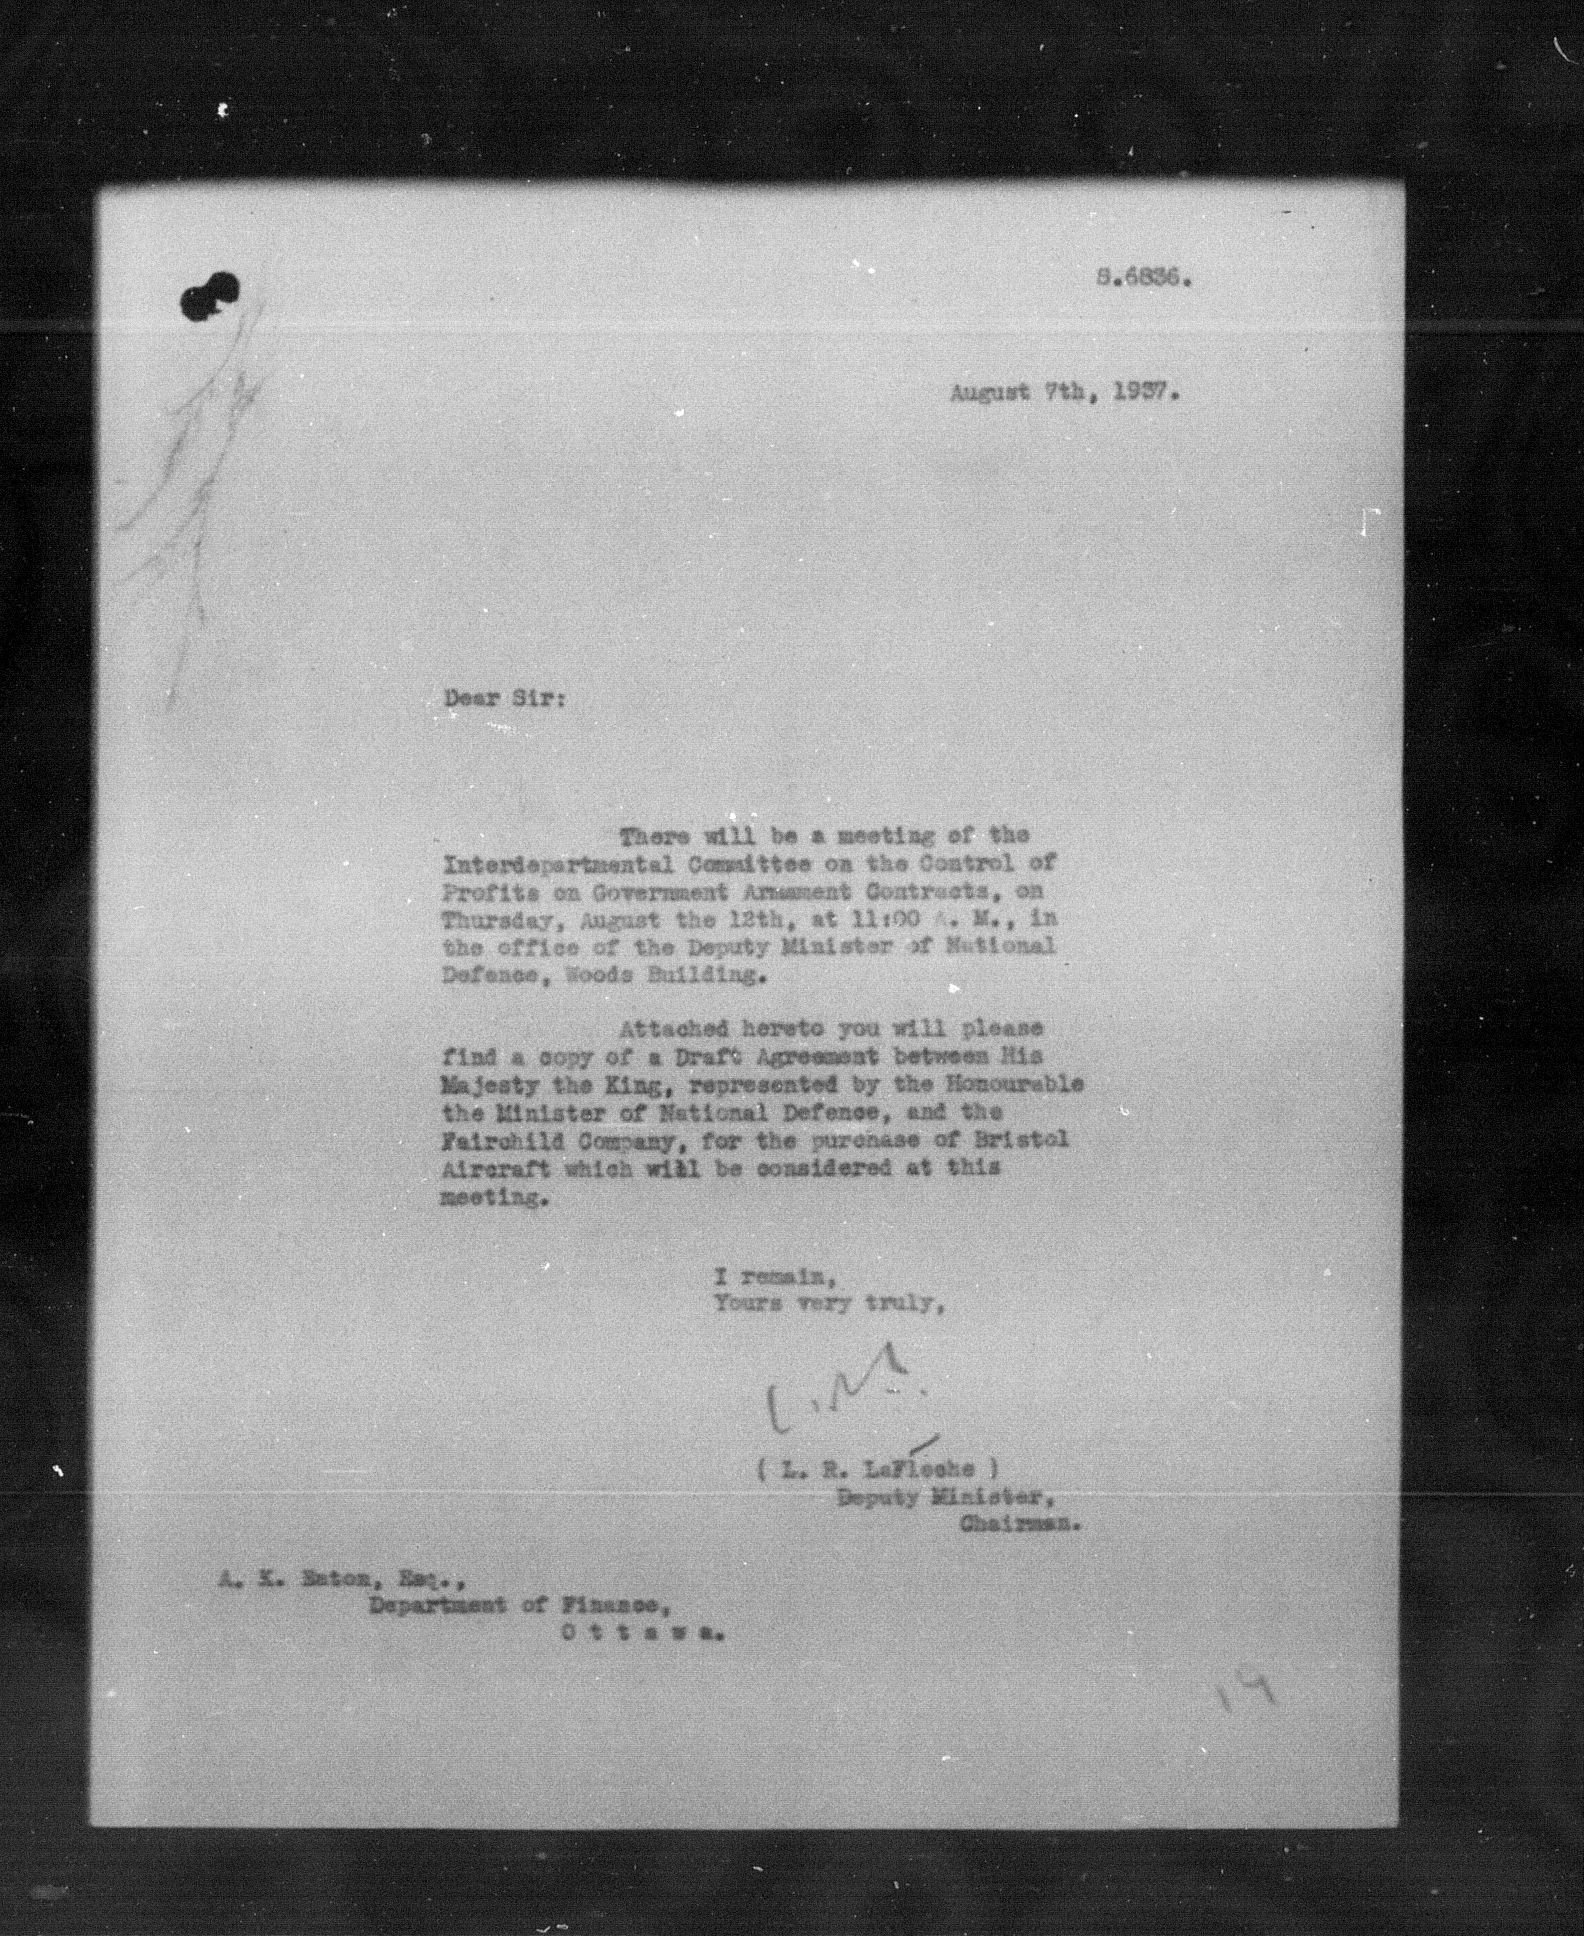 S.6836.
August 7th, 1937.
Dear Sir:
There will be a meeting of the
Interdepartmental Committee on the Control of
Profits on Government Armament Contracts, on
Thursday, August the 12th, at 11:00 A. M., in
the office of the Deputy Minister of National
Defence, Woods Building.
Attached hereto you will please
find a copy of a Draft Agreement between His
Majesty the King, represented by the Honourable
the Minister of National Defence, and the
Fairchild Company, for the purchase of Bristol
Aircraft which will be considered at this
meeting.
I remain,
Yours very truly,
( L. R. LaFleche )
Deputy Minister,
Chairman.
A. K. Eaton, Esq.,
Department of Finance,
O t t a w a.
19